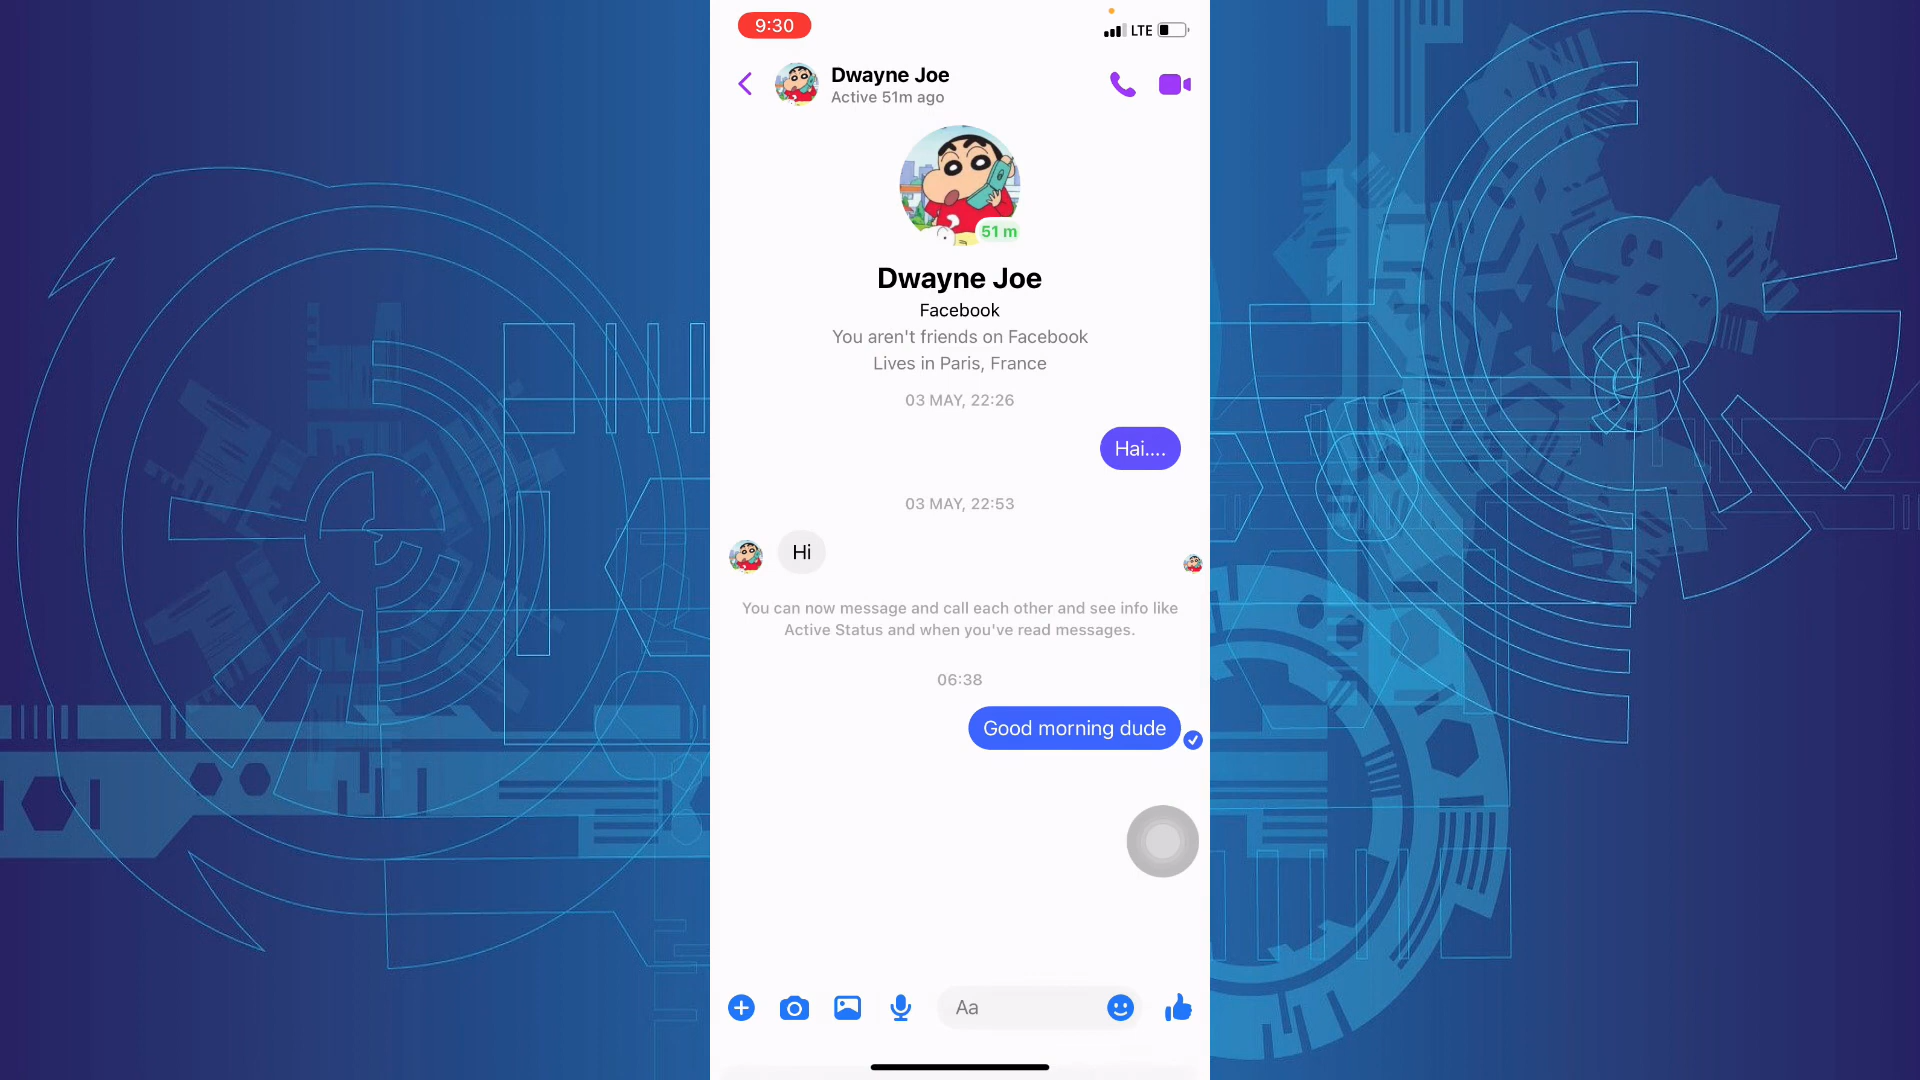 9:30
LTE
Dwayne Joe
Active 51m ago
51 m
Dwayne Joe
Facebook
You aren't friends on Facebook
Lives in Paris, France
03 MAY, 22:26
Hai....
03 MAY, 22:53
Hi
You can now message and call each other and see info like
Active Status and when you've read messages.
06:38
Good morning dude
Aa